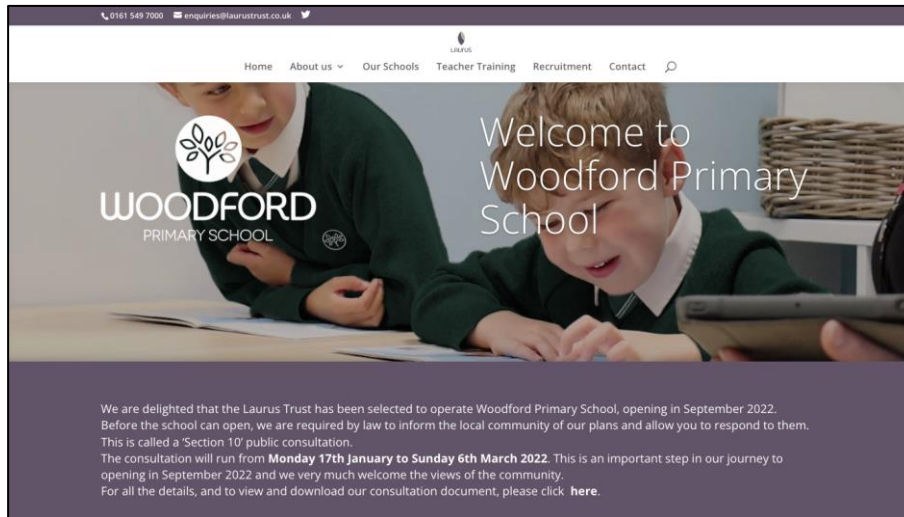 0161 549 7000 enquiries@laurustrust.co.uk
LAURUS
Home About us Our Schools Teacher Training Recruitment Contact
Welcome to
Woodford Primary
School
WOODFORD
PRIMARY SCHOOL
We are delighted that the Laurus Trust has been selected to operate Woodford Primary School, opening in September 2022.
Before the school can open, we are required by law to inform the local community of our plans and allow you to respond to them.
This is called a ‘Section 10’ public consultation.
The consultation will run from Monday 17th January to Sunday 6th March 2022. This is an important step in our journey to
opening in September 2022 and we very much welcome the views of the community.
For all the details, and to view and download our consultation document, please click here.